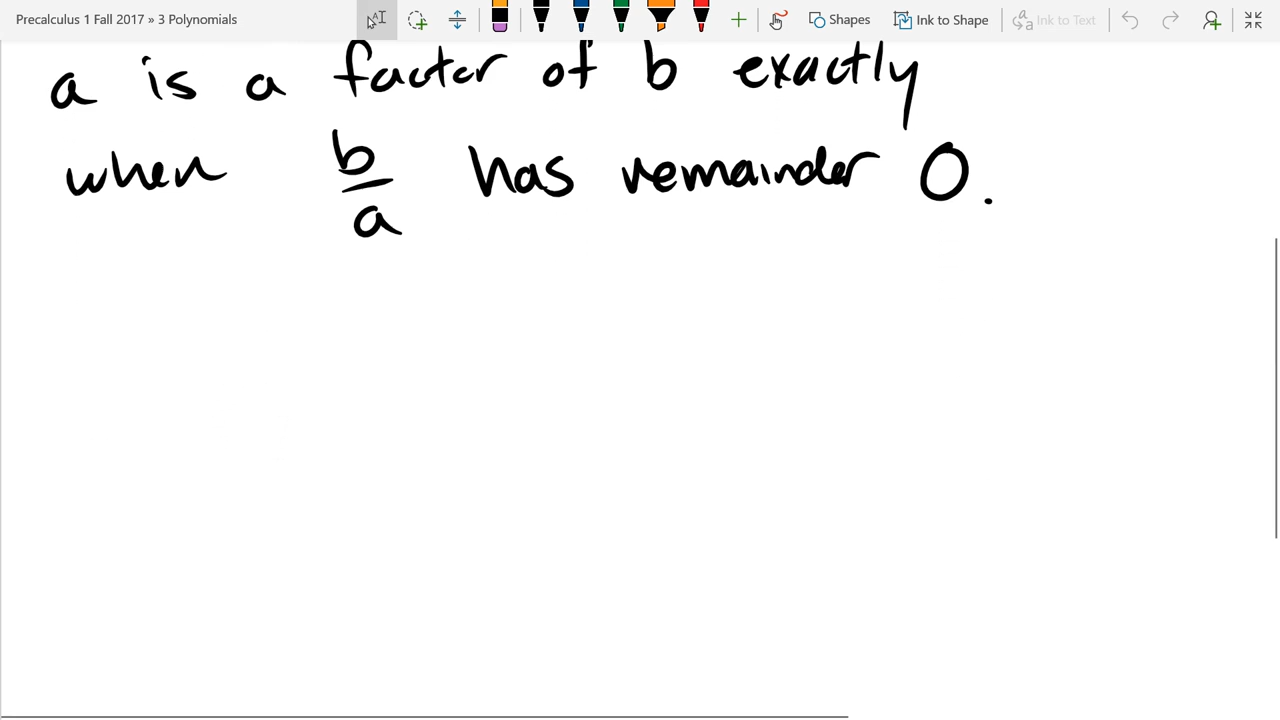 Precalculus 1 Fall 2017 » 3 Polynomials
Shapes
Ink to Shape
Ink to Text
a is a factor of b exactly
when b/a has remainder 0.